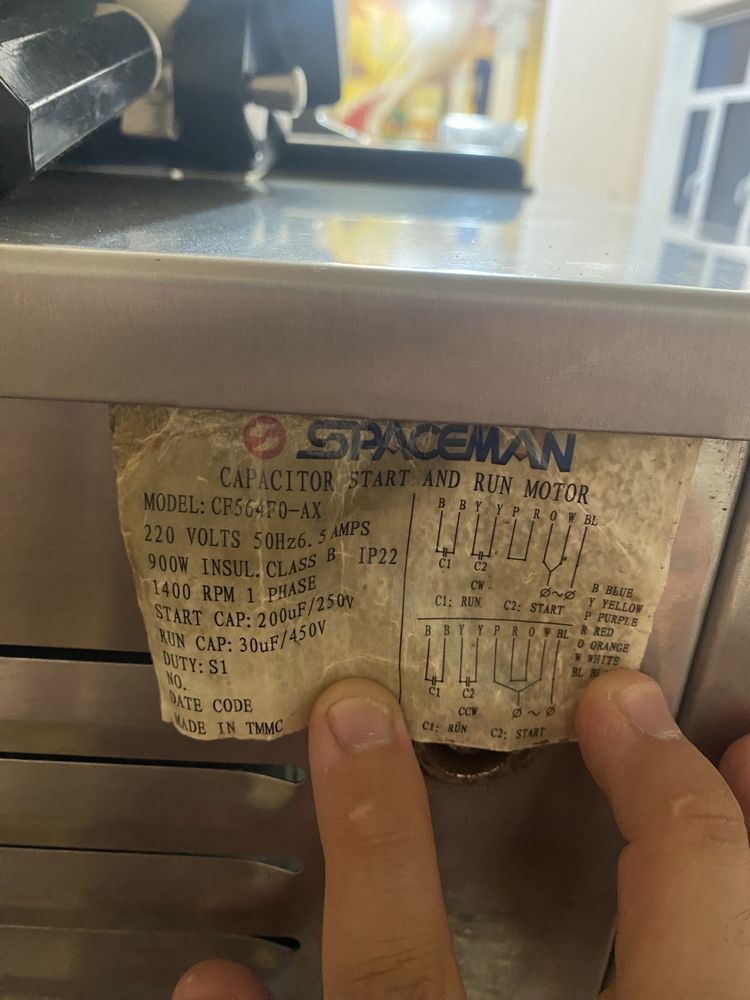 SPACEMAN
CAPACITOR START AND RUN MOTOR
MODEL: CF564F0-AX
220 VOLTS 50Hz6.5AMPS
900W INSUL. CLASS B IP22
1400 RPM 1 PHASE
START CAP: 200uF/250V
RUN CAP: 30uF/450V
DUTY: S1
NO.
DATE CODE
MADE IN TMMC
B B Y Y P R O W BL
C1 C2
CW
C1: RUN C2: START
B B Y Y P R O W BL
C1 C2
CCW
C1: RUN C2: START
B BLUE
Y YELLOW
P PURPLE
R RED
O ORANGE
W WHITE
BL